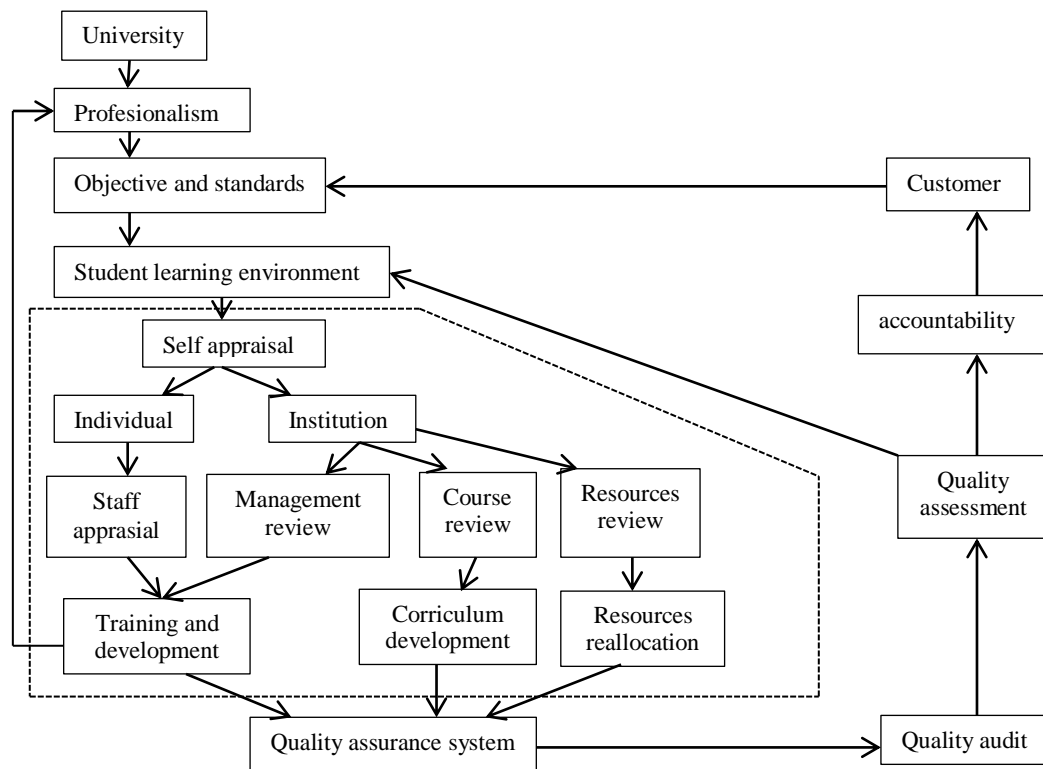 University
Profesionalism
Objective and standards
Customer
Student learning environment
accountability
Self appraisal
Individual
Institution
Quality
assessment
Staff
apprasial
Management
review
Course
review
Resources
review
Training and
development
Corriculum
development
Resources
reallocation
Quality assurance system
Quality audit